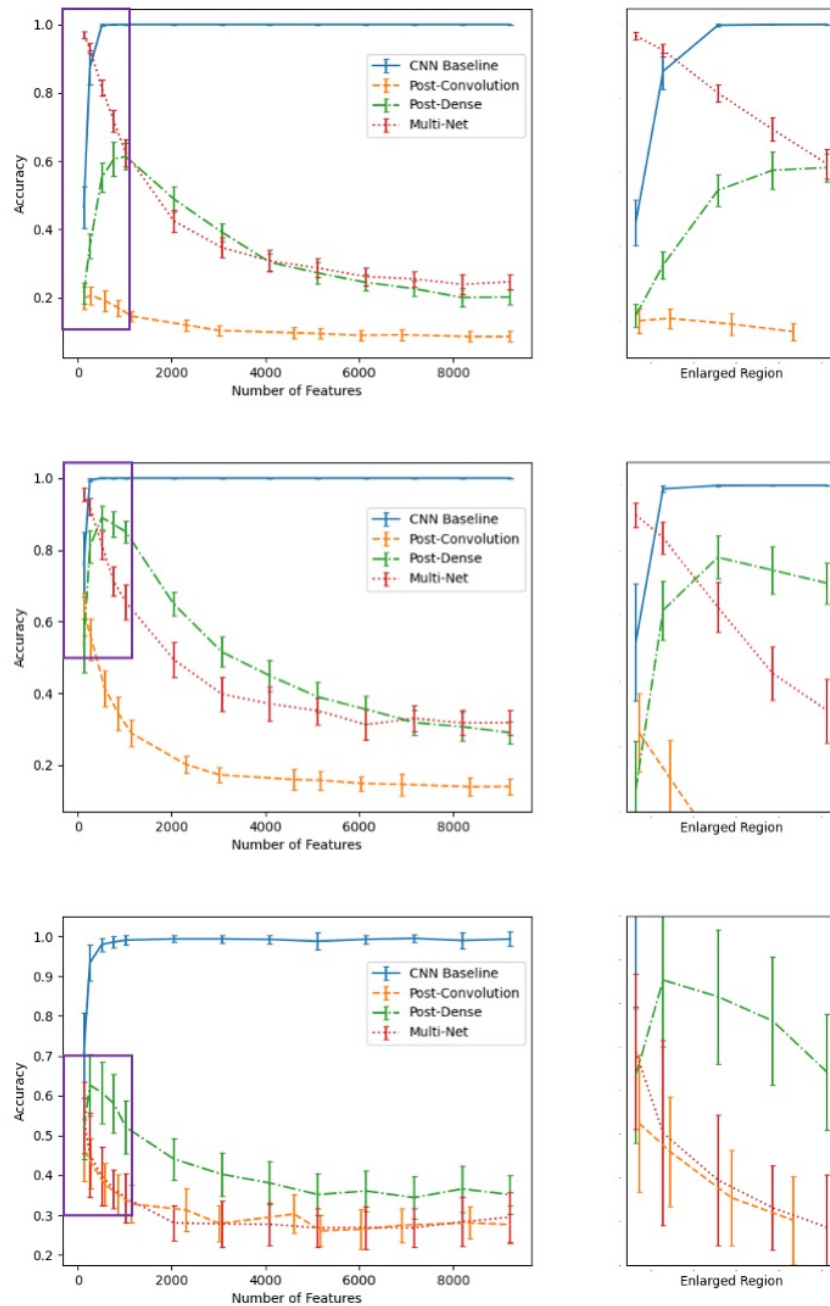 1.0
0.8
0.6
0.4
0.2
Accuracy
CNN Baseline
Post-Convolution
Post-Dense
Multi-Net
0 2000 4000 6000 8000
Number of Features
Enlarged Region
1.0
0.8
0.6
0.4
0.2
Accuracy
CNN Baseline
Post-Convolution
Post-Dense
Multi-Net
0 2000 4000 6000 8000
Number of Features
Enlarged Region
1.0
0.9
0.8
0.7
0.6
0.5
0.4
0.3
0.2
Accuracy
CNN Baseline
Post-Convolution
Post-Dense
Multi-Net
0 2000 4000 6000 8000
Number of Features
Enlarged Region